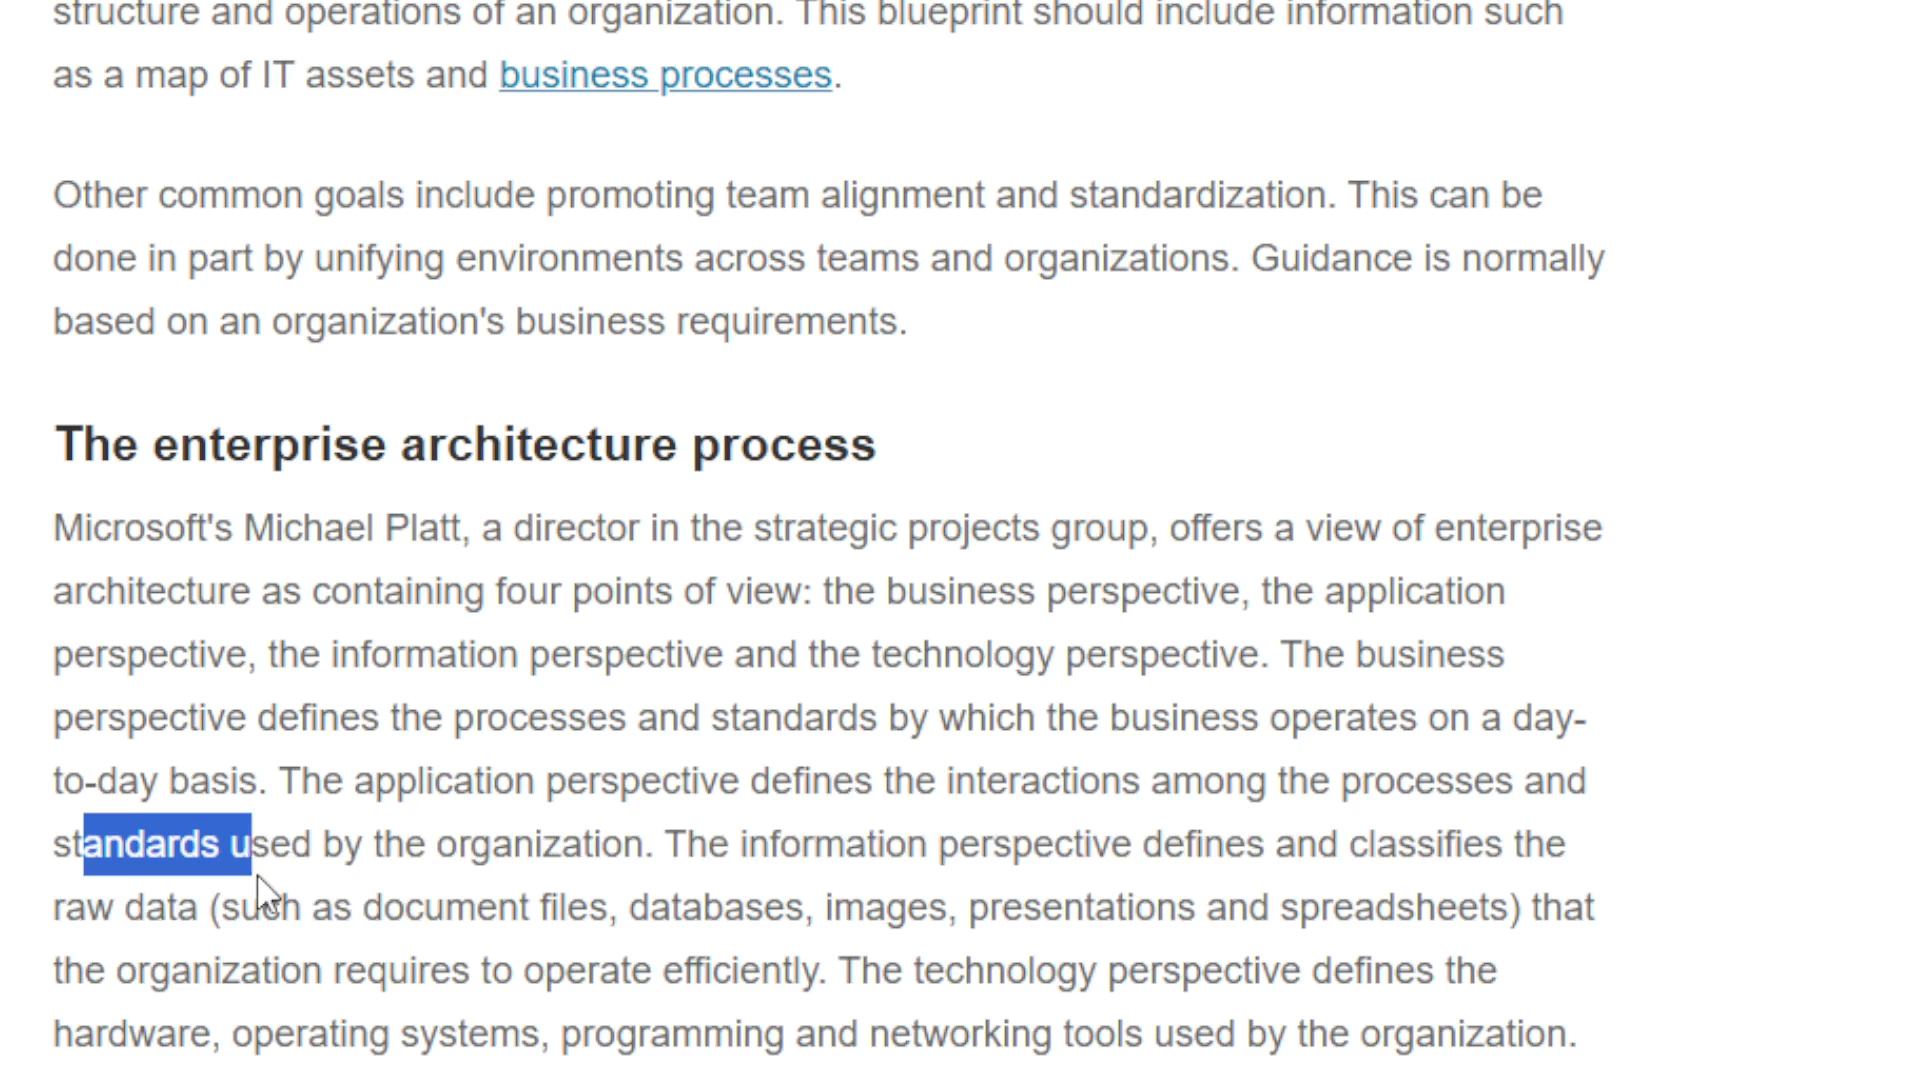 structure and operations of an organization. This blueprint should include information such
as a map of IT assets and business processes.
Other common goals include promoting team alignment and standardization. This can be
done in part by unifying environments across teams and organizations. Guidance is normally
based on an organization's business requirements.
The enterprise architecture process
Microsoft's Michael Platt, a director in the strategic projects group, offers a view of enterprise
architecture as containing four points of view: the business perspective, the application
perspective, the information perspective and the technology perspective. The business
perspective defines the processes and standards by which the business operates on a day-
to-day basis. The application perspective defines the interactions among the processes and
standards used by the organization. The information perspective defines and classifies the
raw data (such as document files, databases, images, presentations and spreadsheets) that
the organization requires to operate efficiently. The technology perspective defines the
hardware, operating systems, programming and networking tools used by the organization.